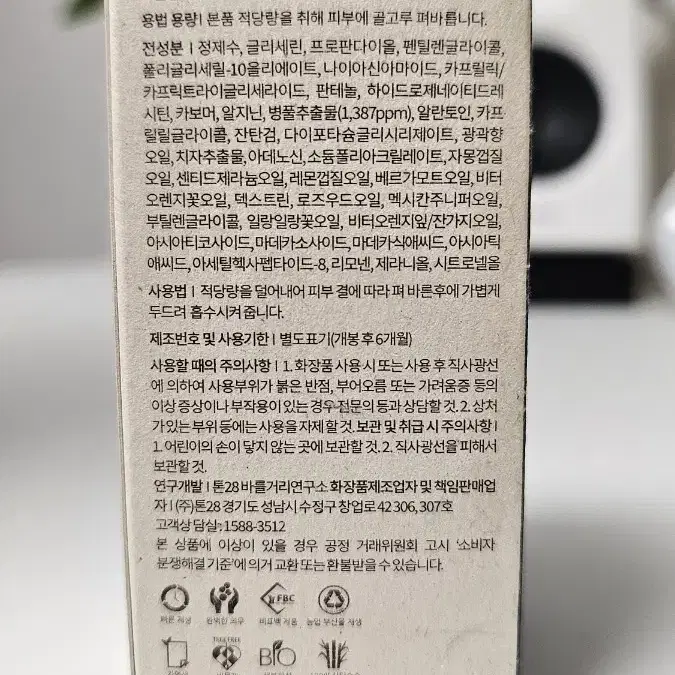 용법 용량 | 본품 적당량을 취해 피부에 골고루 펴바릅니다.
전성분 | 정제수, 글리세린, 프로판다이올, 펜틸렌글라이콜,
폴리글리세릴-10올리에이트, 나이아신아마이드, 카프릴릭/
카프릭트라이글리세라이드, 판테놀, 하이드로제네이티드레
시틴, 카보머, 알지닌, 병풀추출물(1,387ppm), 알란토인, 카프
릴릴글라이콜, 잔탄검, 다이포타슘글리시리제이트, 광곽향
오일, 치자추출물, 아데노신, 소듐폴리아크릴레이트, 자몽껍질
오일, 센티드제라늄오일, 레몬껍질오일, 베르가모트오일, 비터
오렌지꽃오일, 덱스트린, 로즈우드오일, 멕시칸주니퍼오일,
부틸렌글라이콜, 일랑일랑꽃오일, 비터오렌지잎/잔가지오일,
아시아티코사이드, 마데카소사이드, 마데카식애씨드, 아시아틱
애씨드, 아세틸헥사펩타이드-8, 리모넨, 제라니올, 시트로넬올
사용법 | 적당량을 덜어내어 피부 결에 따라 펴 바른후에 가볍게
두드려 흡수시켜 줍니다.
제조번호 및 사용기한 | 별도표기(개봉 후 6개월)
사용할 때의 주의사항 | 1. 화장품 사용 시 또는 사용 후 직사광선
에 의하여 사용부위가 붉은 반점, 부어오름 또는 가려움증 등의
이상 증상이나 부작용이 있는 경우 전문의 등과 상담할 것. 2. 상처
가 있는 부위 등에는 사용을 자제 할 것. 보관 및 취급 시 주의사항 |
1. 어린이의 손이 닿지 않는 곳에 보관할 것. 2. 직사광선을 피해서
보관할 것.
연구개발 | 톤28 바를거리연구소 화장품제조업자 및 책임판매업
자 | (주)톤28 경기도 성남시 수정구 창업로 42 306, 307호
고객상 담실: 1588-3512
본 상품에 이상이 있을 경우 공정 거래위원회 고시 '소비자
분쟁해결 기준'에 의거 교환 또는 환불받을 수 있습니다.
FBC
농업 부산물 재생
TREE FREE
BIO